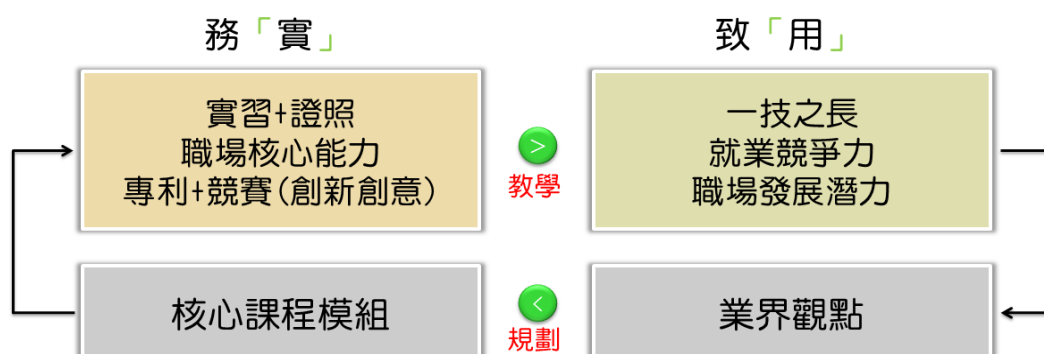 務「實」
致「用」
實習+證照
職場核心能力
專利+競賽(創新創意)
>
教學
一技之長
就業競爭力
職場發展潛力
核心課程模組
<
規劃
業界觀點